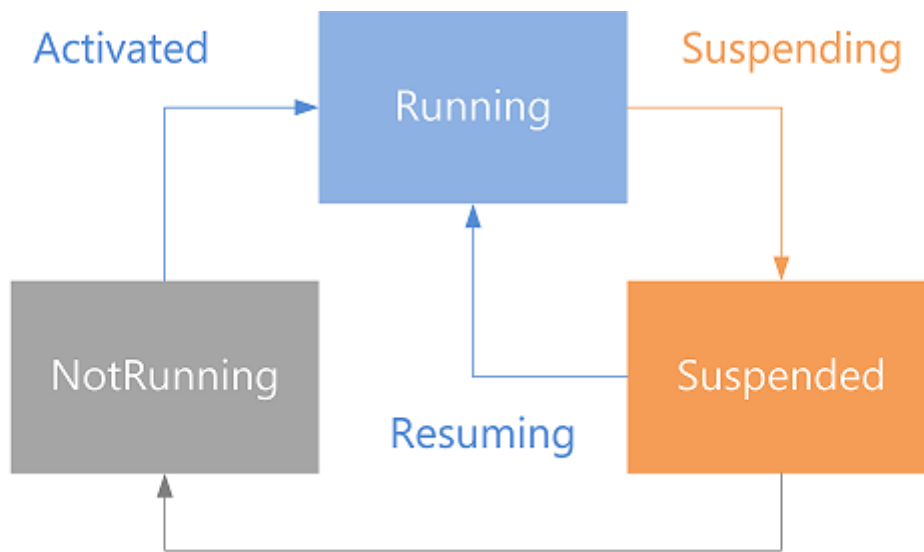 Activated
Suspending
Running
NotRunning
Suspended
Resuming